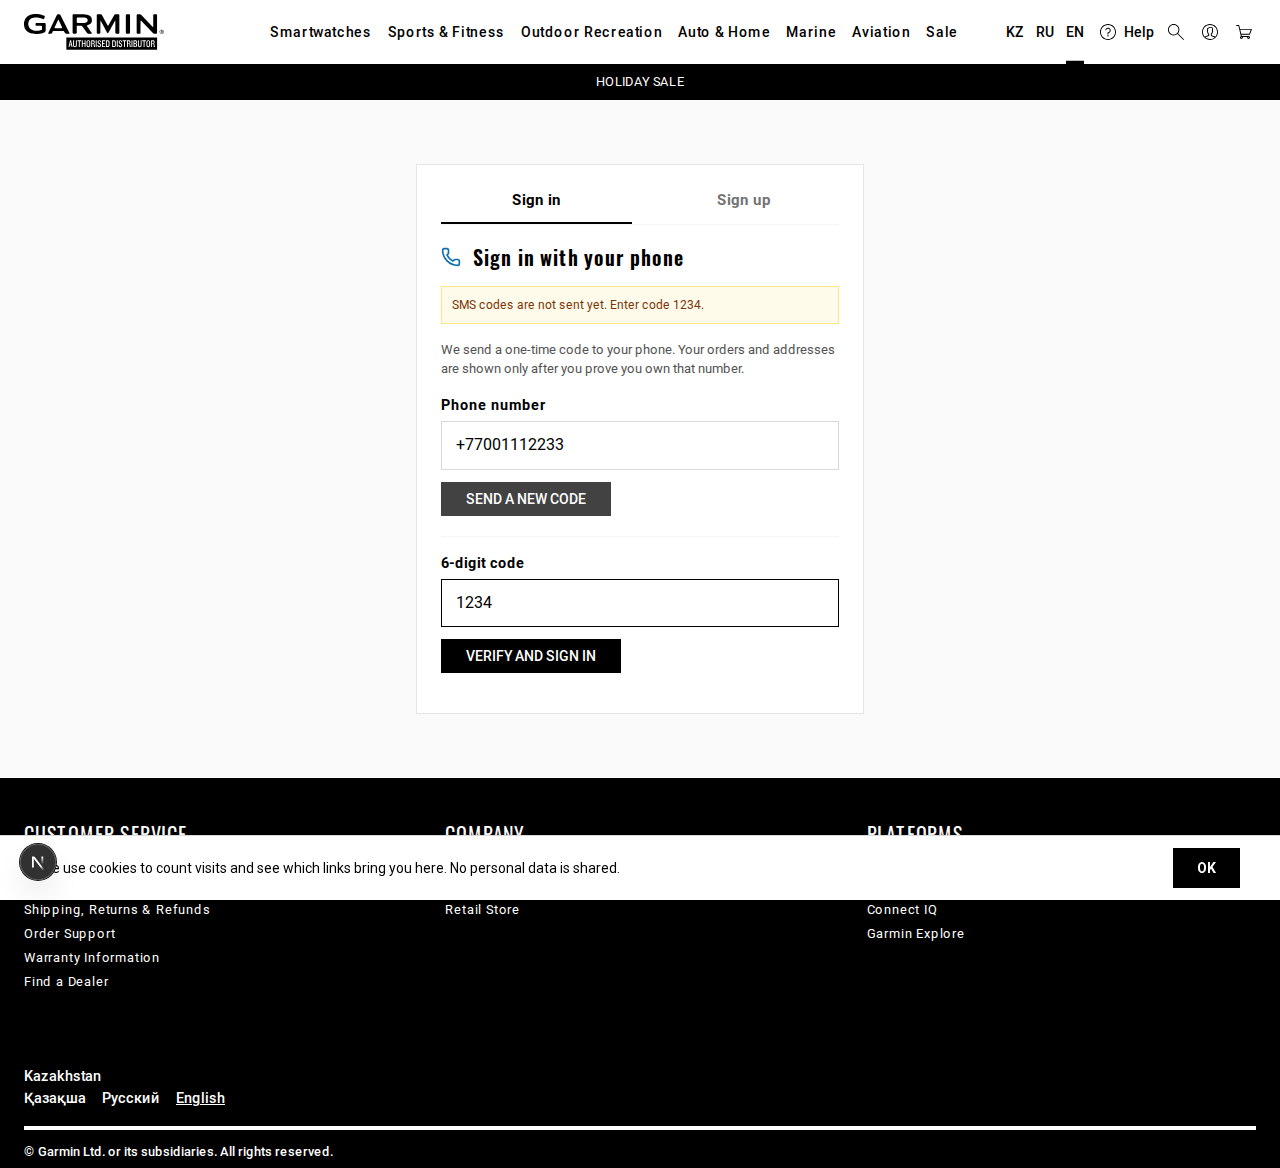 GARMIN
AUTHORISED DISTRIBUTOR
Smartwatches Sports & Fitness Outdoor Recreation Auto & Home Marine Aviation Sale KZ RU EN Help
HOLIDAY SALE
Sign in Sign up
Sign in with your phone
SMS codes are not sent yet. Enter code 1234.
We send a one-time code to your phone. Your orders and addresses
are shown only after you prove you own that number.
Phone number
+77001112233
SEND A NEW CODE
6-digit code
1234
VERIFY AND SIGN IN
CUSTOMER SERVICE COMPANY PLATFORMS
use cookies to count visits and see which links bring you here. No personal data is shared. OK
Shipping, Returns & Refunds Retail Store Connect IQ
Order Support Garmin Explore
Warranty Information
Find a Dealer
Kazakhstan
Қазақша Русский English
© Garmin Ltd. or its subsidiaries. All rights reserved.